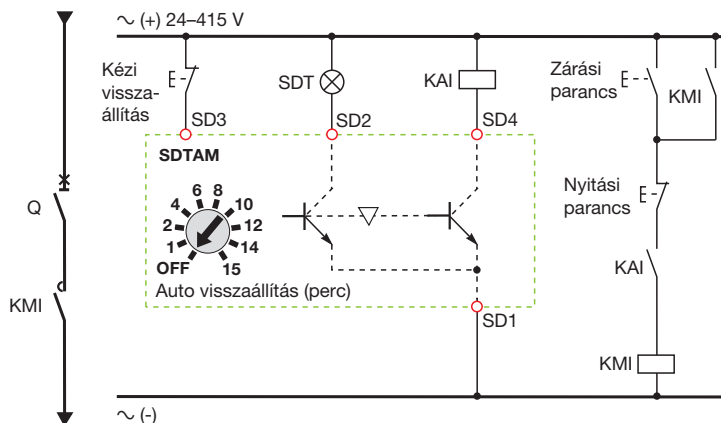 ∼ (+) 24–415 V
Kézi
vissza-
állítás
SD3
SDT
SD2
KAI
SD4
Zárási
parancs
KMI
SDTAM
Q
6 8
4 10
2 12
1 14
OFF 15
Auto visszaállítás (perc)
Nyitási
parancs
KAI
KMI
SD1
KMI
∼ (-)